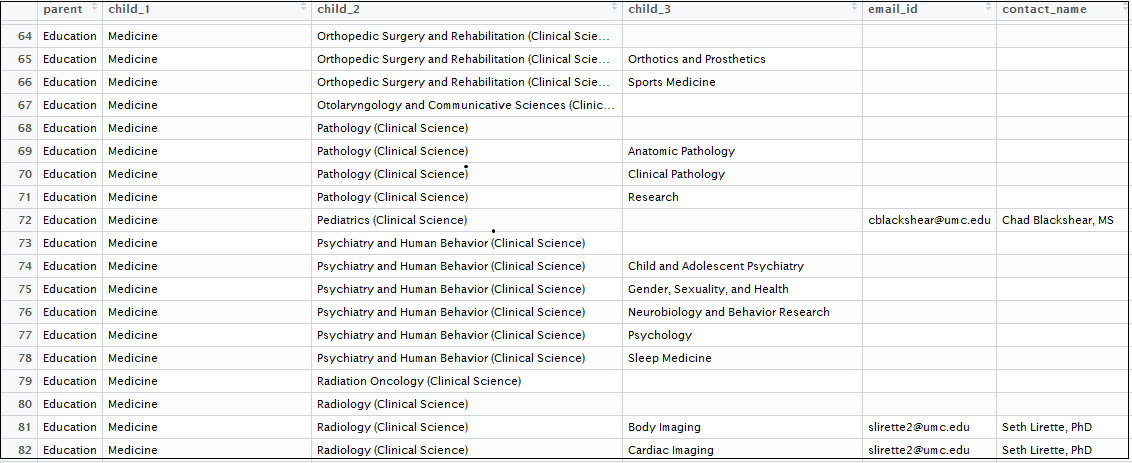 parent child_1 child_2 child_3 email_id contact_name
64 Education Medicine Orthopedic Surgery and Rehabilitation (Clinical Scie...
65 Education Medicine Orthopedic Surgery and Rehabilitation (Clinical Scie... Orthotics and Prosthetics
66 Education Medicine Orthopedic Surgery and Rehabilitation (Clinical Scie... Sports Medicine
67 Education Medicine Otolaryngology and Communicative Sciences (Clinic...
68 Education Medicine Pathology (Clinical Science)
69 Education Medicine Pathology (Clinical Science) Anatomic Pathology
70 Education Medicine Pathology (Clinical Science) Clinical Pathology
71 Education Medicine Pathology (Clinical Science) Research
72 Education Medicine Pediatrics (Clinical Science) cblackshear@umc.edu Chad Blackshear, MS
73 Education Medicine Psychiatry and Human Behavior (Clinical Science)
74 Education Medicine Psychiatry and Human Behavior (Clinical Science) Child and Adolescent Psychiatry
75 Education Medicine Psychiatry and Human Behavior (Clinical Science) Gender, Sexuality, and Health
76 Education Medicine Psychiatry and Human Behavior (Clinical Science) Neurobiology and Behavior Research
77 Education Medicine Psychiatry and Human Behavior (Clinical Science) Psychology
78 Education Medicine Psychiatry and Human Behavior (Clinical Science) Sleep Medicine
79 Education Medicine Radiation Oncology (Clinical Science)
80 Education Medicine Radiology (Clinical Science)
81 Education Medicine Radiology (Clinical Science) Body Imaging slirette2@umc.edu Seth Lirette, PhD
82 Education Medicine Radiology (Clinical Science) Cardiac Imaging slirette2@umc.edu Seth Lirette, PhD